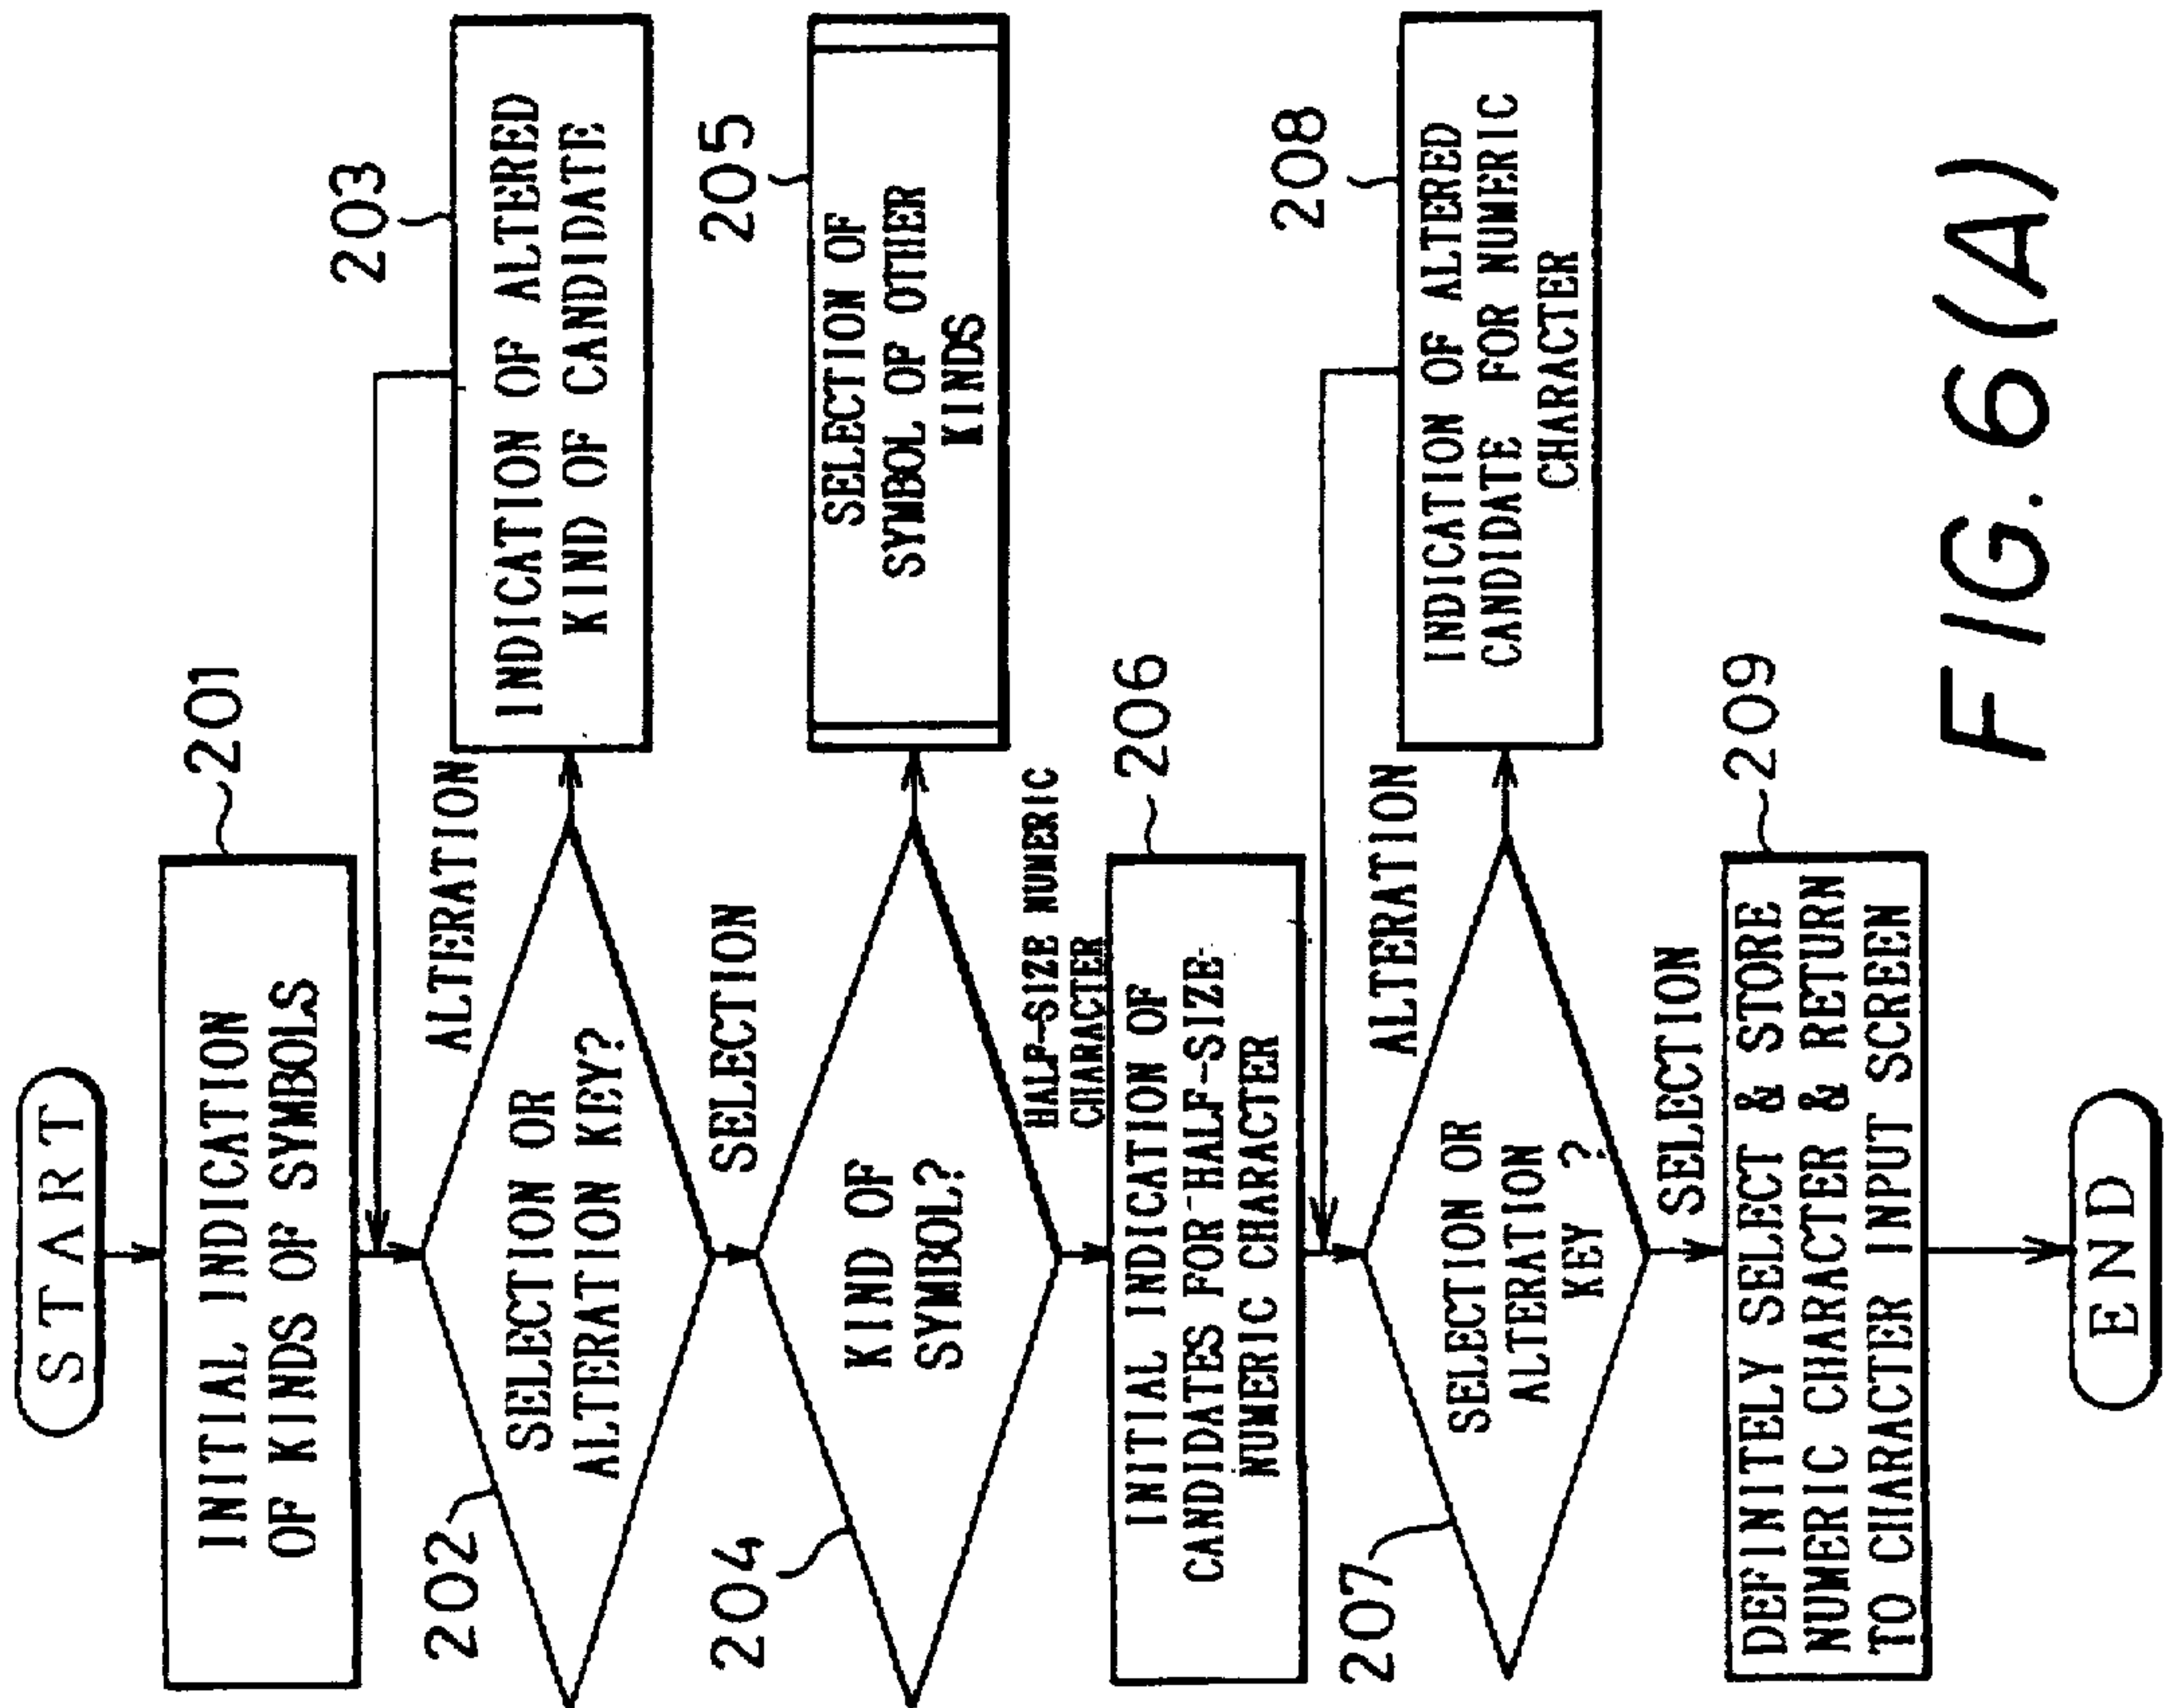 START
201
INITIAL INDICATION
OF KINDS OF SYMBOLS
202
SELECTION OR
ALTERATION KEY?
ALTERATION
203
INDICATION OF ALTERED
KIND OF CANDIDATE
SELECTION
204
KIND OF
SYMBOL?
205
SELECTION OF
SYMBOL OF OTHER
KINDS
HALF-SIZE NUMERIC
CHARACTER
206
INITIAL INDICATION OF
CANDIDATES FOR HALF-SIZE
NUMERIC CHARACTER
207
SELECTION OR
ALTERATION
KEY ?
ALTERATION
208
INDICATION OF ALTERED
CANDIDATE FOR NUMERIC
CHARACTER
SELECTION
209
DEFINITELY SELECT & STORE
NUMERIC CHARACTER & RETURN
TO CHARACTER INPUT SCREEN
END
FIG. 6 (A)